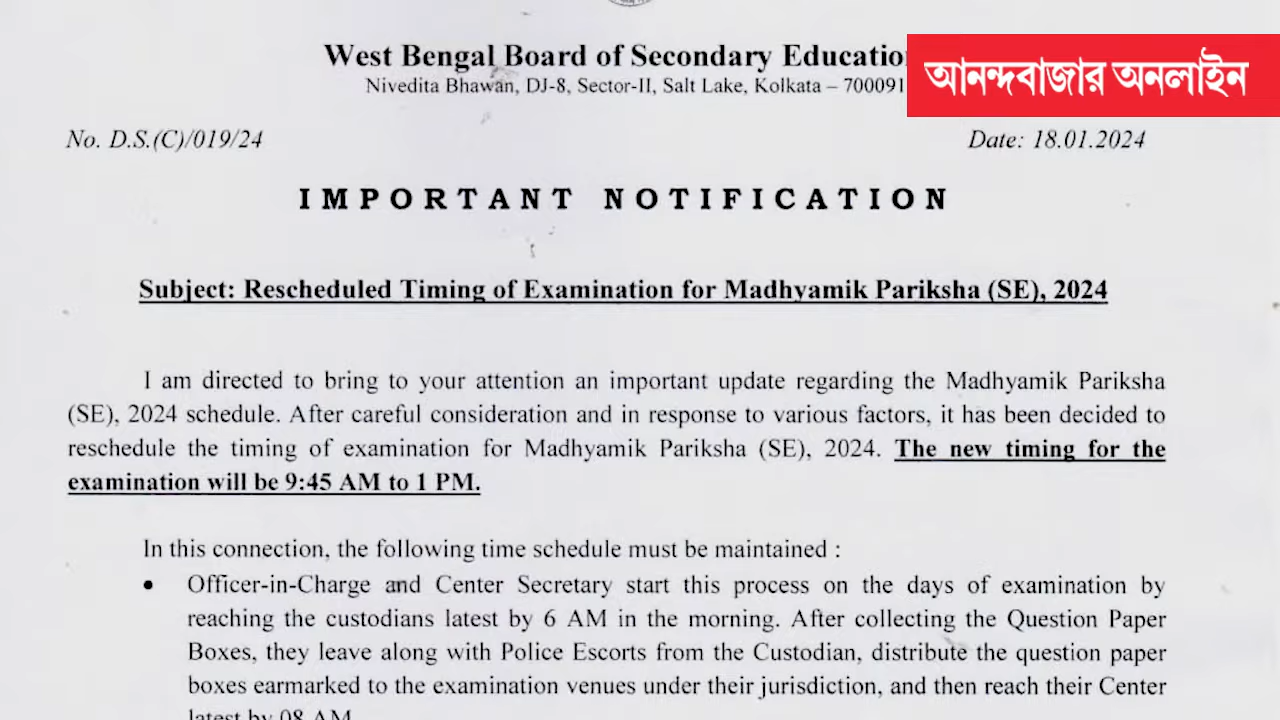 West Bengal Board of Secondary Educatio
আনন্দবাজার অনলাইন
Nivedita Bhawan, DJ-8, Sector-II, Salt Lake, Kolkata – 700091
No. D.S.(C)/019/24
Date: 18.01.2024
IMPORTANT NOTIFICATION
Subject: Rescheduled Timing of Examination for Madhyamik Pariksha (SE), 2024
I am directed to bring to your attention an important update regarding the Madhyamik Pariksha
(SE), 2024 schedule. After careful consideration and in response to various factors, it has been decided to
reschedule the timing of examination for Madhyamik Pariksha (SE), 2024. The new timing for the
examination will be 9:45 AM to 1 PM.
In this connection, the following time schedule must be maintained :
• Officer-in-Charge and Center Secretary start this process on the days of examination by
reaching the custodians latest by 6 AM in the morning. After collecting the Question Paper
Boxes, they leave along with Police Escorts from the Custodian, distribute the question paper
boxes earmarked to the examination venues under their jurisdiction, and then reach their Center
latest by 08 AM